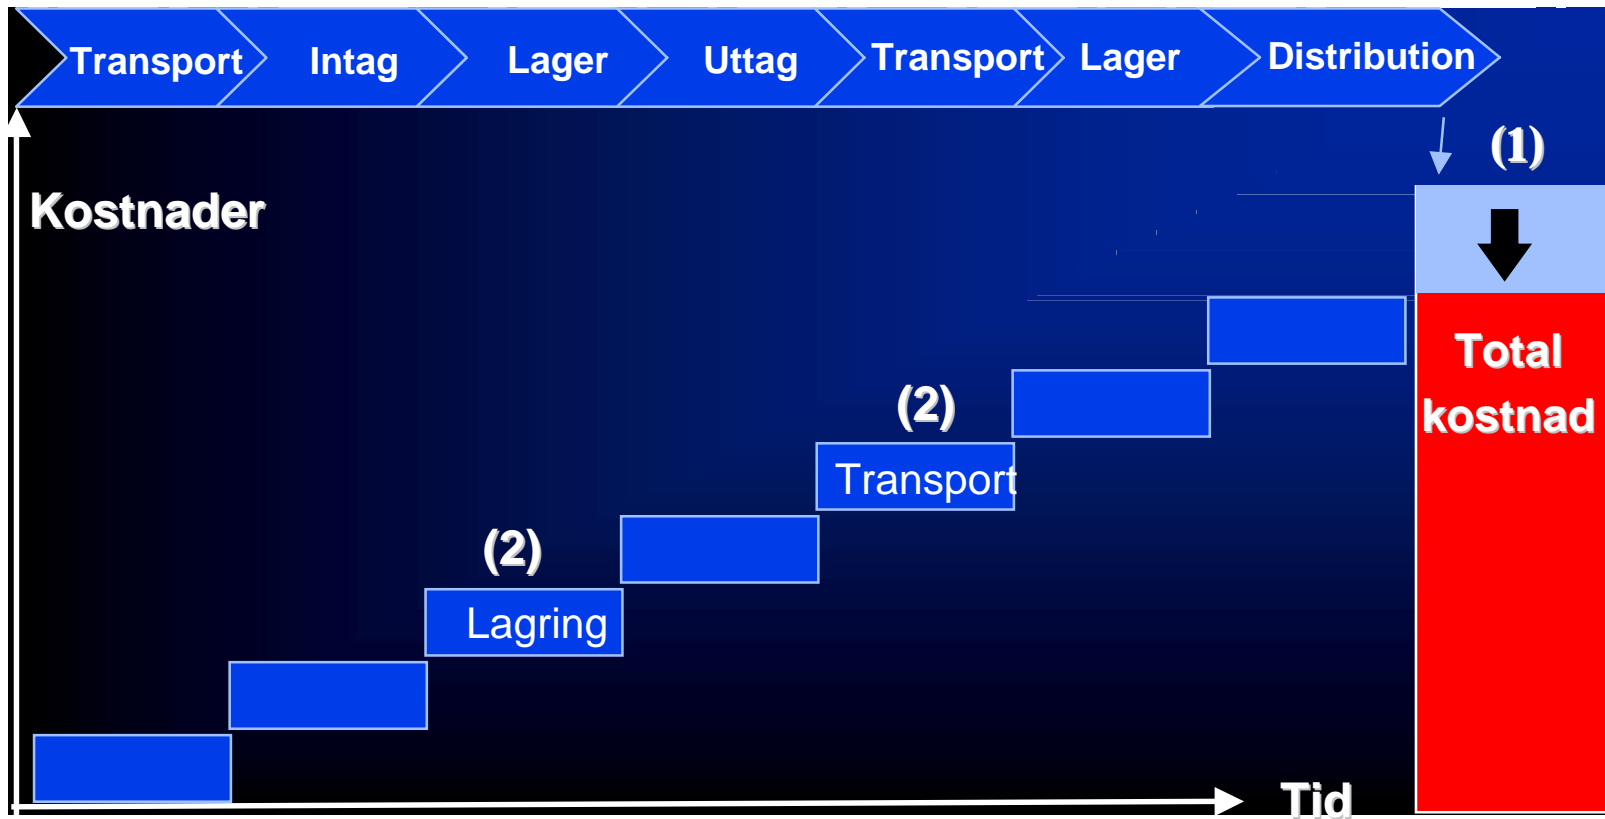 Transport Intag Lager Uttag Transport Lager Distribution
(1)
Kostnader
Total
kostnad
(2)
Transport
(2)
Lagring
Tid